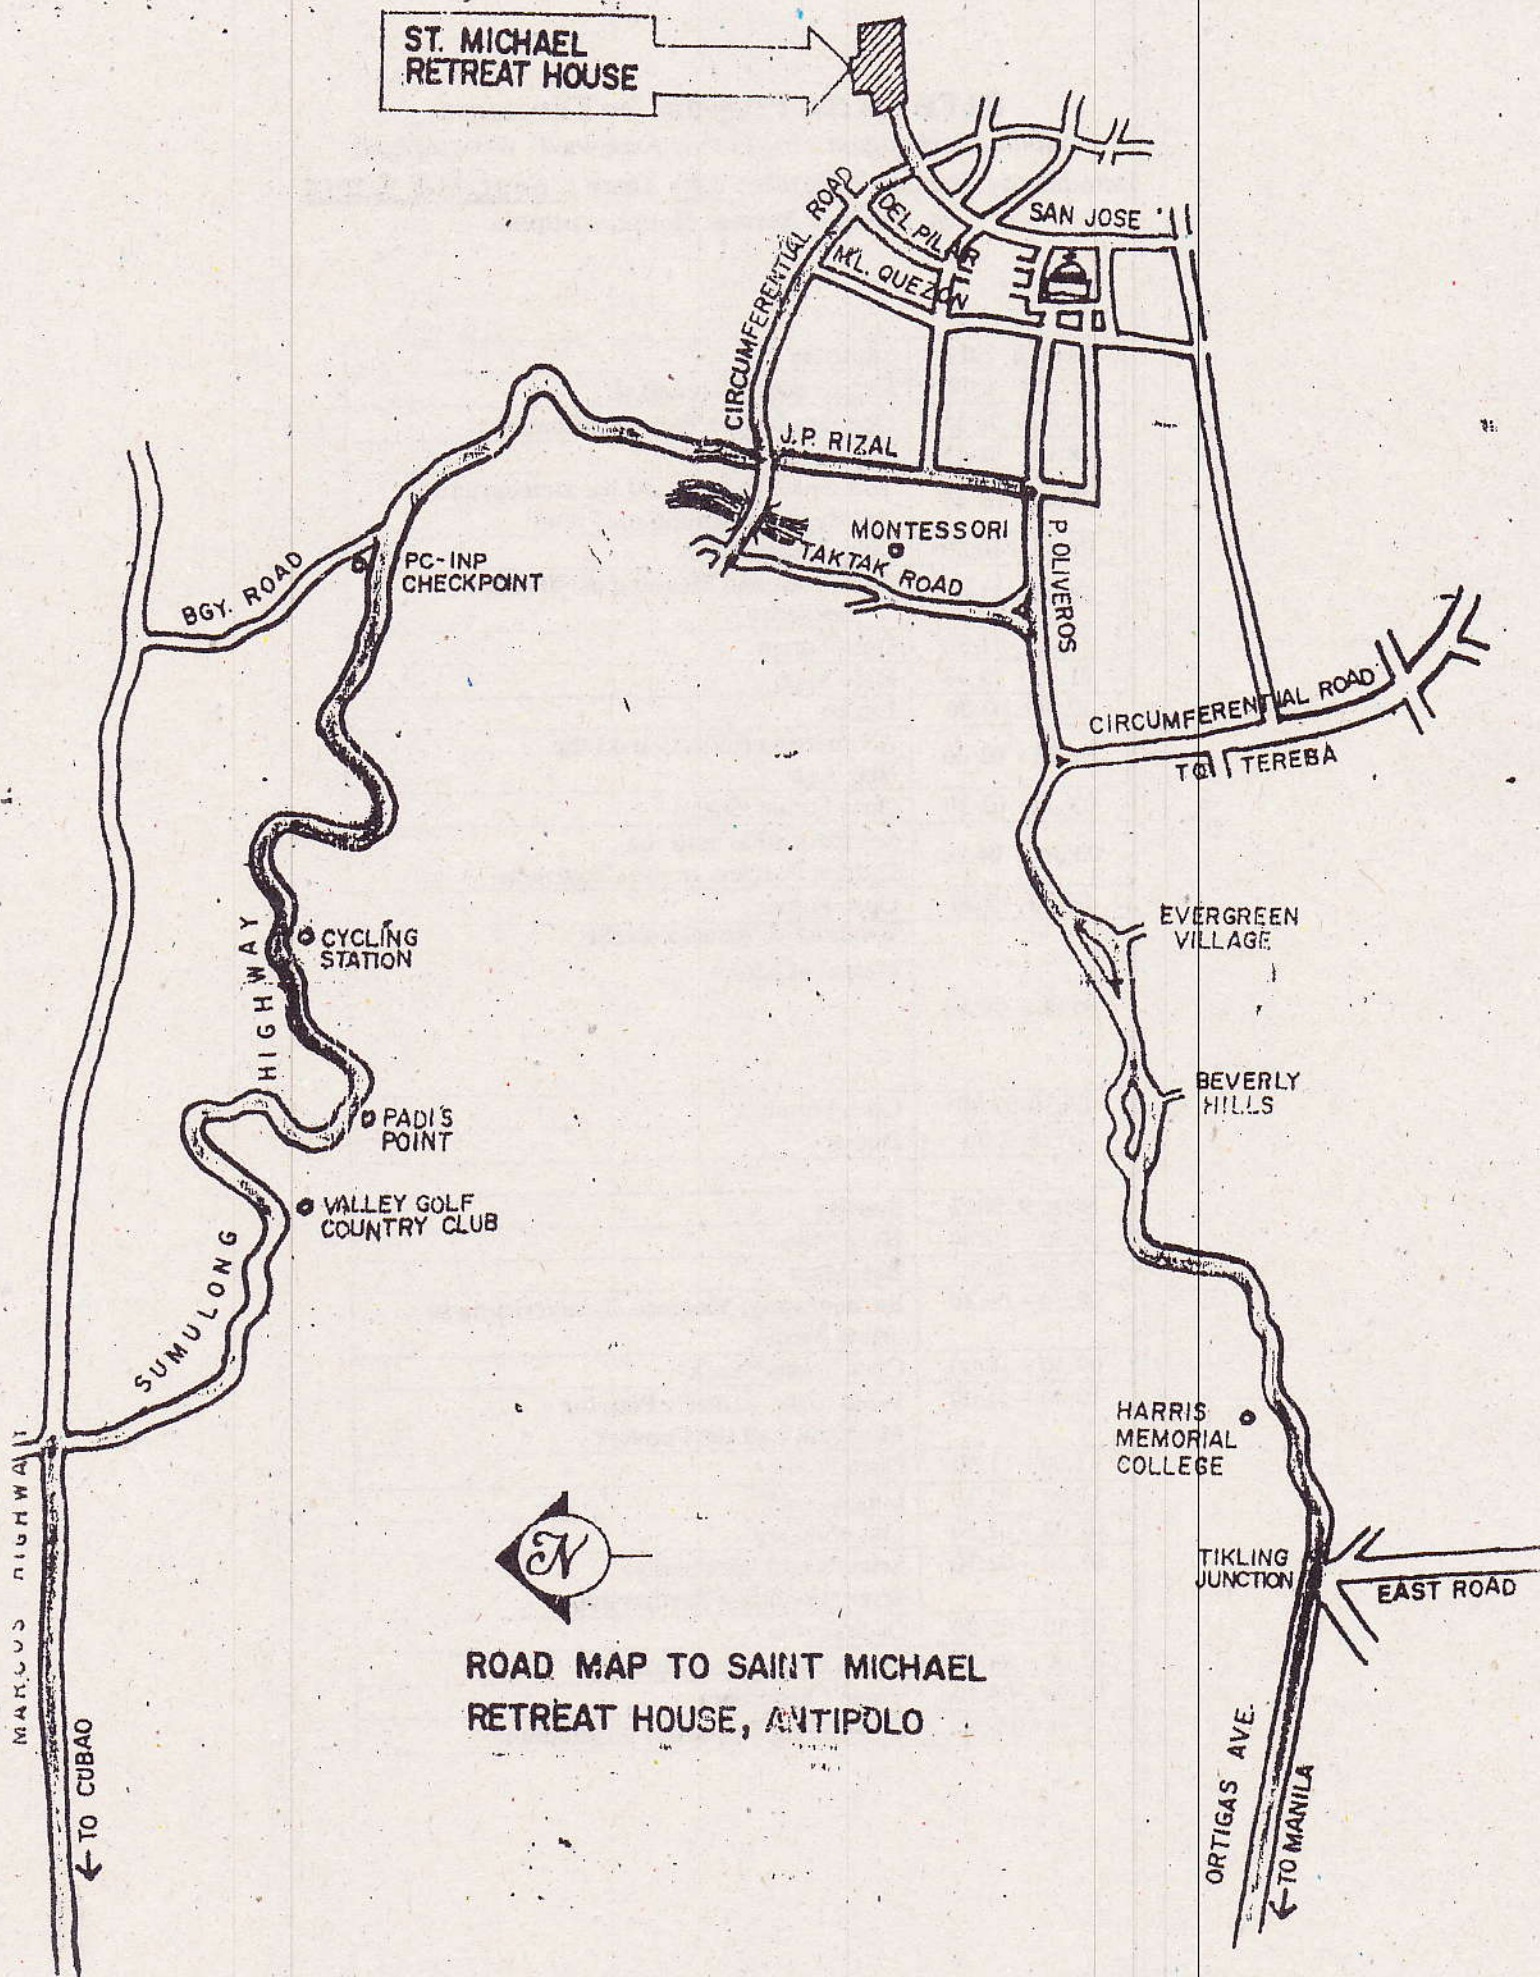 ST. MICHAEL
RETREAT HOUSE
CIRCUMFERENTIAL ROAD
DEL PILAR
SAN JOSE
M.L. QUEZON
J.P. RIZAL
MONTESSORI
TAKTAK ROAD
P. OLIVEROS
BGY. ROAD
PC-INP
CHECKPOINT
CIRCUMFERENTIAL ROAD
TO TEREBA
EVERGREEN
VILLAGE
CYCLING
STATION
HIGHWAY
BEVERLY
HILLS
PADI'S
POINT
VALLEY GOLF
COUNTRY CLUB
SUMULONG
HARRIS
MEMORIAL
COLLEGE
MARCOS HIGHWAY
N
TIKLING
JUNCTION
EAST ROAD
ROAD MAP TO SAINT MICHAEL
RETREAT HOUSE, ANTIPOLO
← TO CUBAO
ORTIGAS AVE.
← TO MANILA